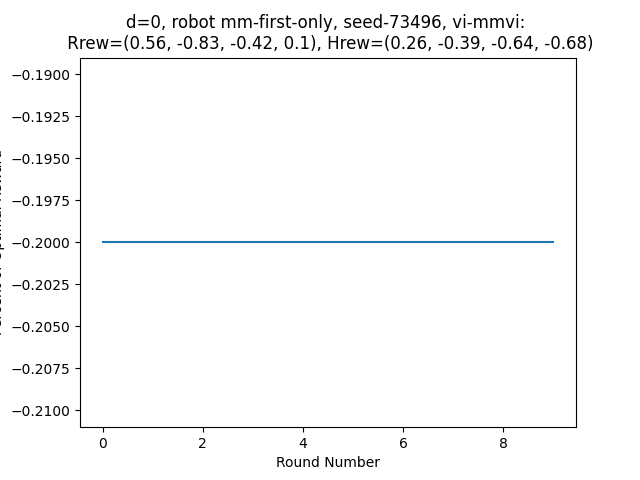 d=0, robot mm-first-only, seed-73496, vi-mmvi:
Rrew=(0.56, -0.83, -0.42, 0.1), Hrew=(0.26, -0.39, -0.64, -0.68)
−0.1900
−0.1925
−0.1950
−0.1975
−0.2000
−0.2025
−0.2050
−0.2075
−0.2100
0 2 4 6 8
Round Number